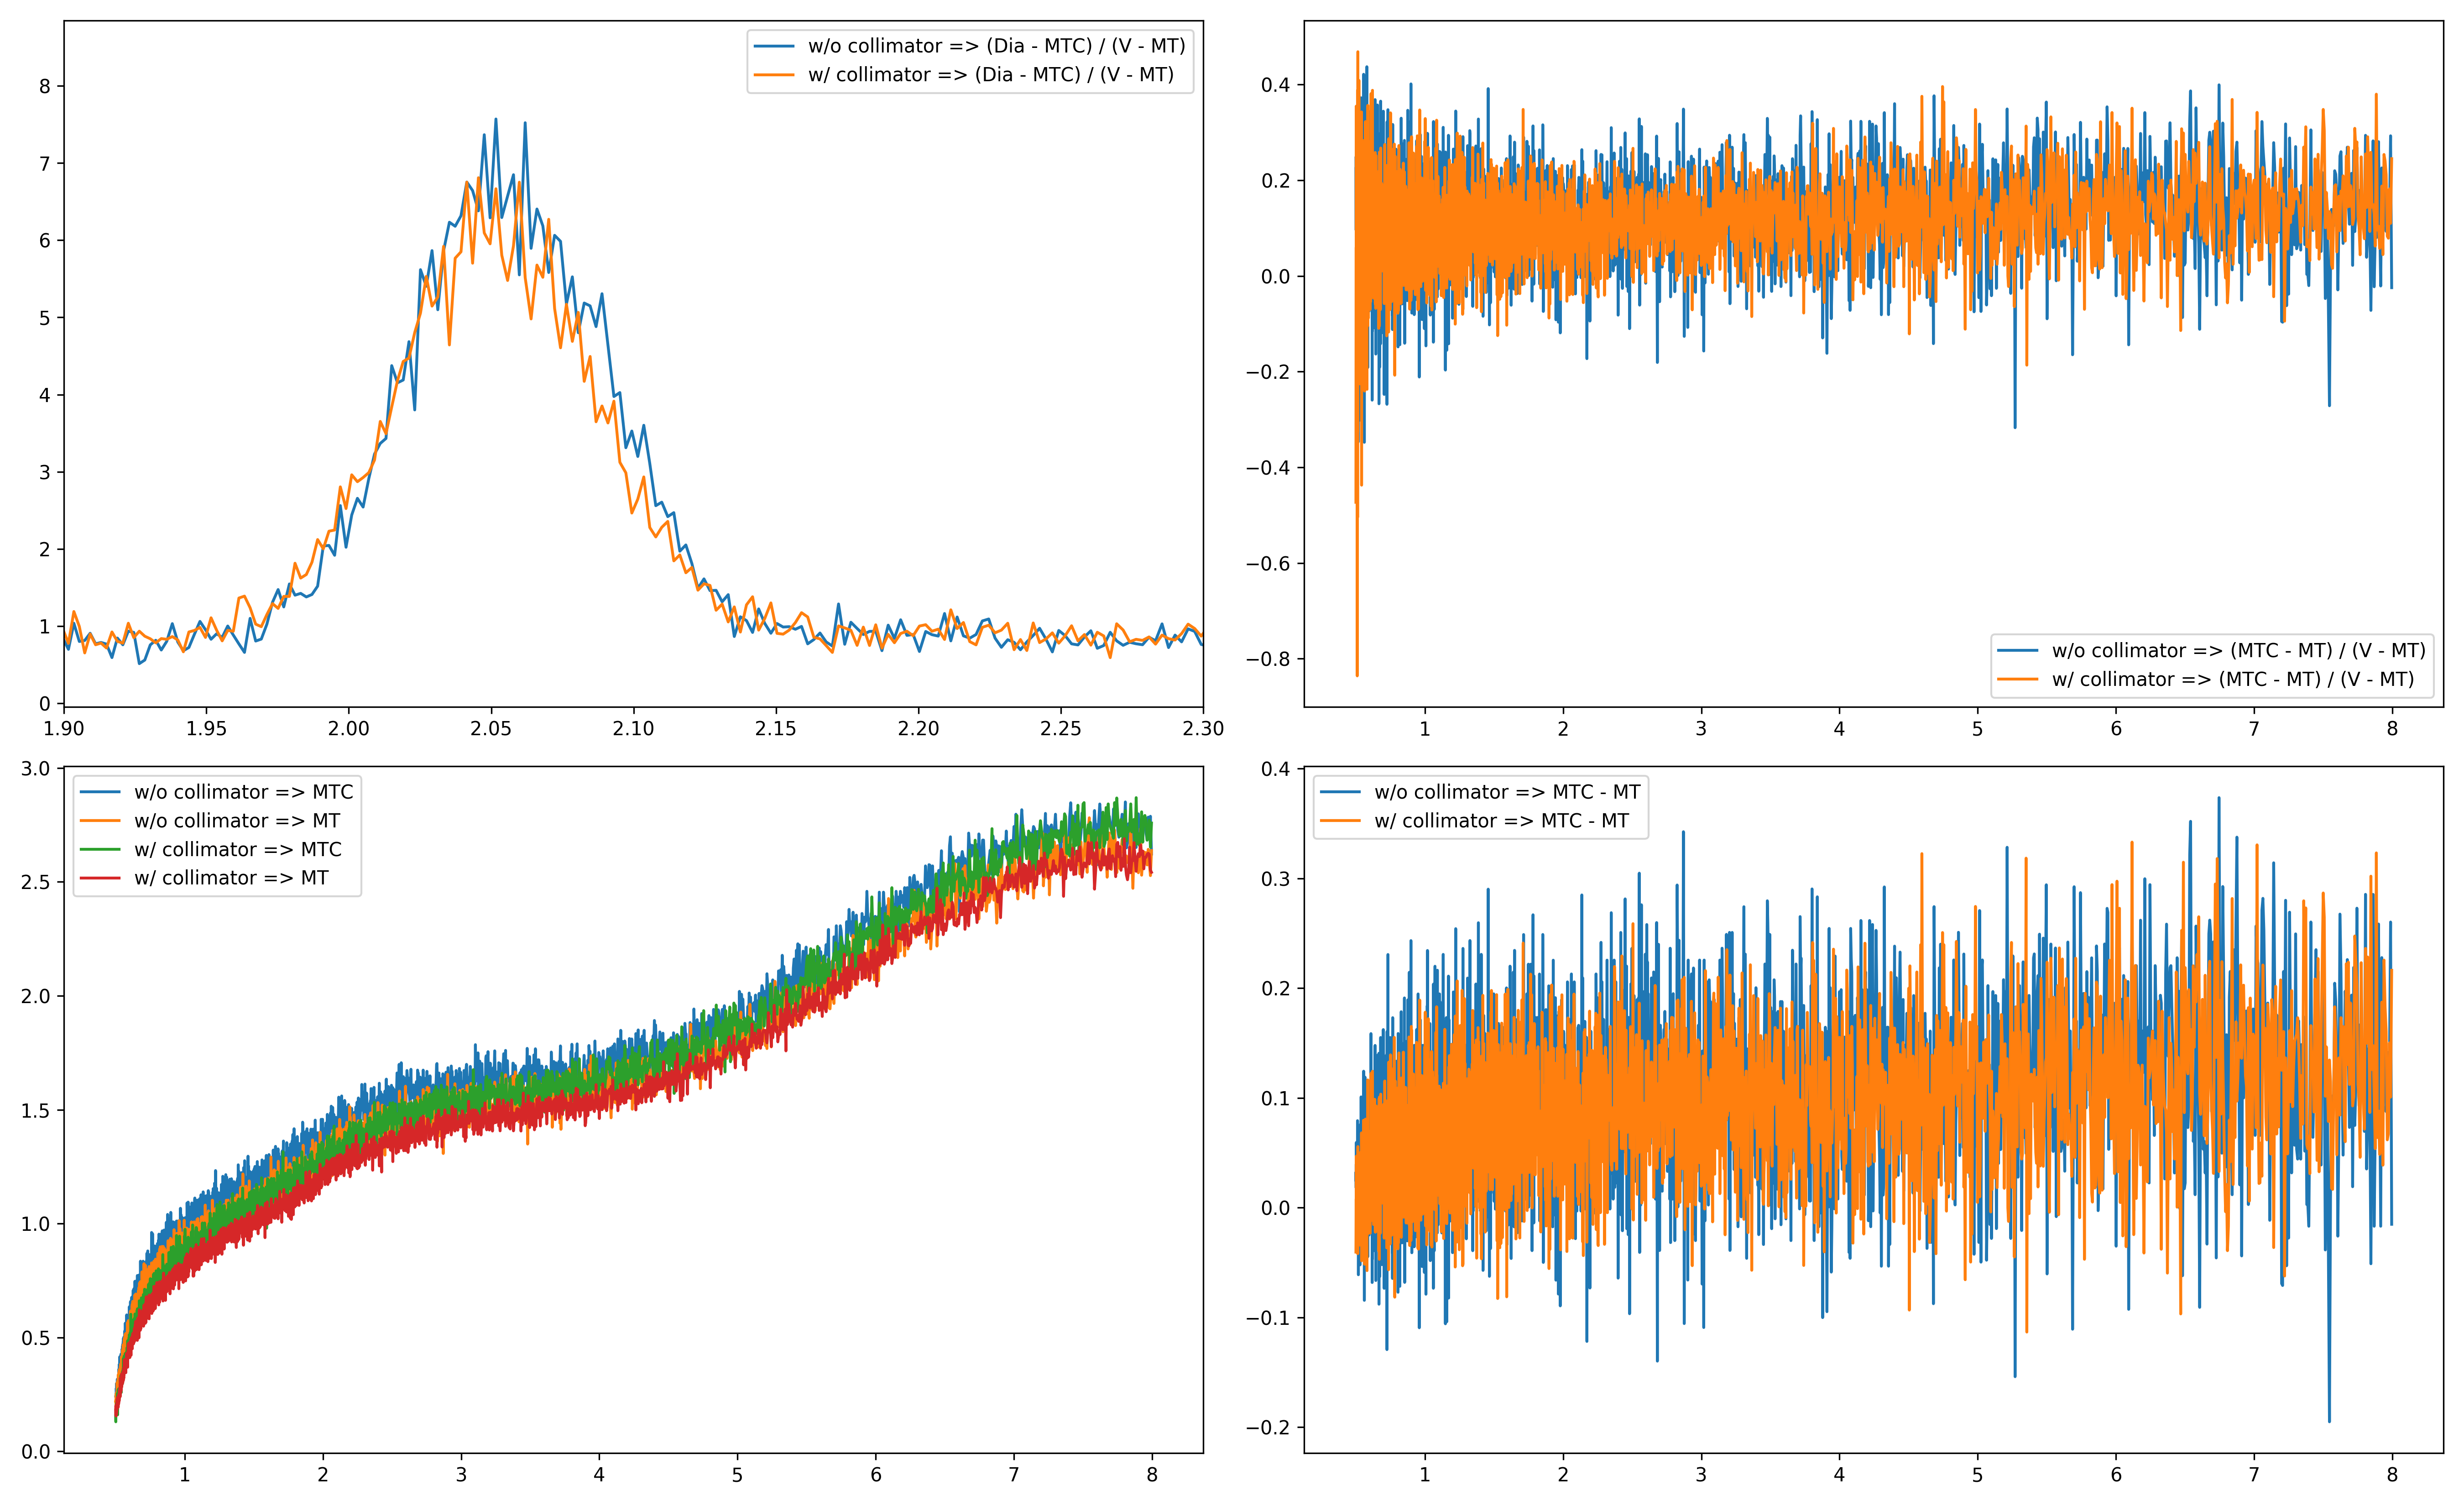 w/o collimator => (Dia - MTC) / (V - MT)
w/ collimator => (Dia - MTC) / (V - MT)
8
7
6
5
4
3
2
1
0
1.90 1.95 2.00 2.05 2.10 2.15 2.20 2.25 2.30
0.4
0.2
0.0
−0.2
−0.4
−0.6
−0.8
w/o collimator => (MTC - MT) / (V - MT)
w/ collimator => (MTC - MT) / (V - MT)
1 2 3 4 5 6 7 8
3.0
w/o collimator => MTC
w/o collimator => MT
w/ collimator => MTC
w/ collimator => MT
2.5
2.0
1.5
1.0
0.5
0.0
1 2 3 4 5 6 7 8
0.4
w/o collimator => MTC - MT
w/ collimator => MTC - MT
0.3
0.2
0.1
0.0
−0.1
−0.2
1 2 3 4 5 6 7 8